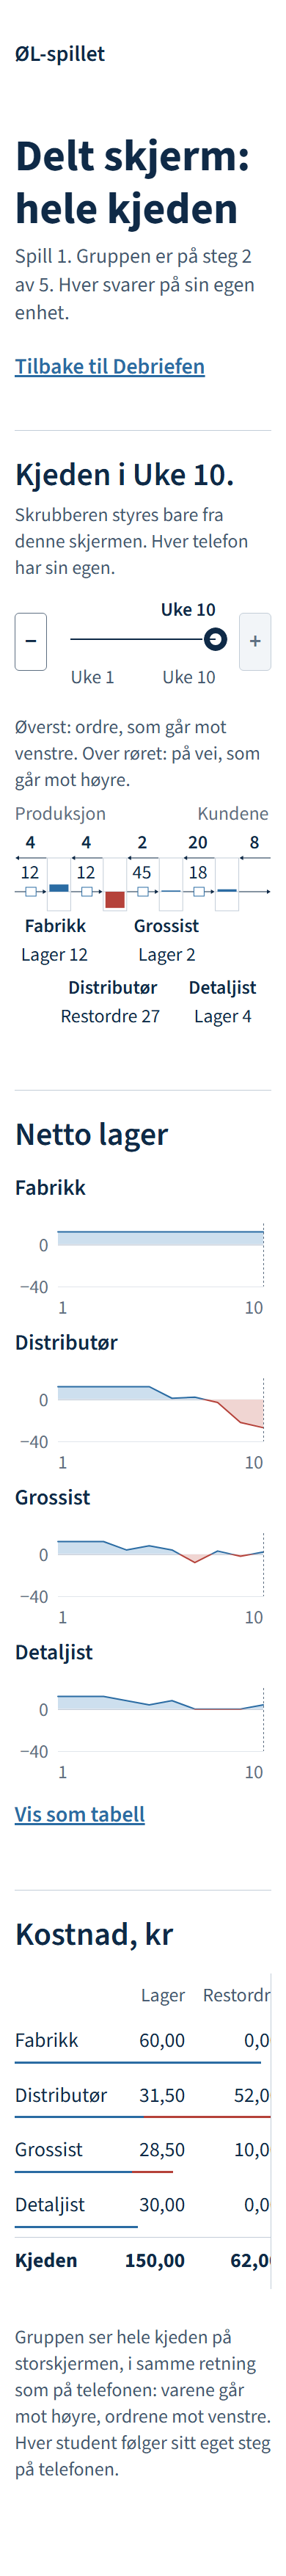 ØL-spillet
Delt skjerm:
hele kjeden
Spill 1. Gruppen er på steg 2
av 5. Hver svarer på sin egen
enhet.
Tilbake til Debriefen
Kjeden i Uke 10.
Skrubberen styres bare fra
denne skjermen. Hver telefon
har sin egen.
Uke 10
− +
Uke 1 Uke 10
Øverst: ordre, som går mot
venstre. Over røret: på vei, som
går mot høyre.
Produksjon Kundene
4 4 2 20 8
12 12 45 18
Fabrikk Grossist
Lager 12 Lager 2
Distributør Detaljist
Restordre 27 Lager 4
Netto lager
Fabrikk
0
−40
1 10
Distributør
0
−40
1 10
Grossist
0
−40
1 10
Detaljist
0
−40
1 10
Vis som tabell
Kostnad, kr
Lager Restordr
Fabrikk 60,00 0,0
Distributør 31,50 52,0
Grossist 28,50 10,0
Detaljist 30,00 0,0
Kjeden 150,00 62,0
Gruppen ser hele kjeden på
storskjermen, i samme retning
som på telefonen: varene går
mot høyre, ordrene mot venstre.
Hver student følger sitt eget steg
på telefonen.